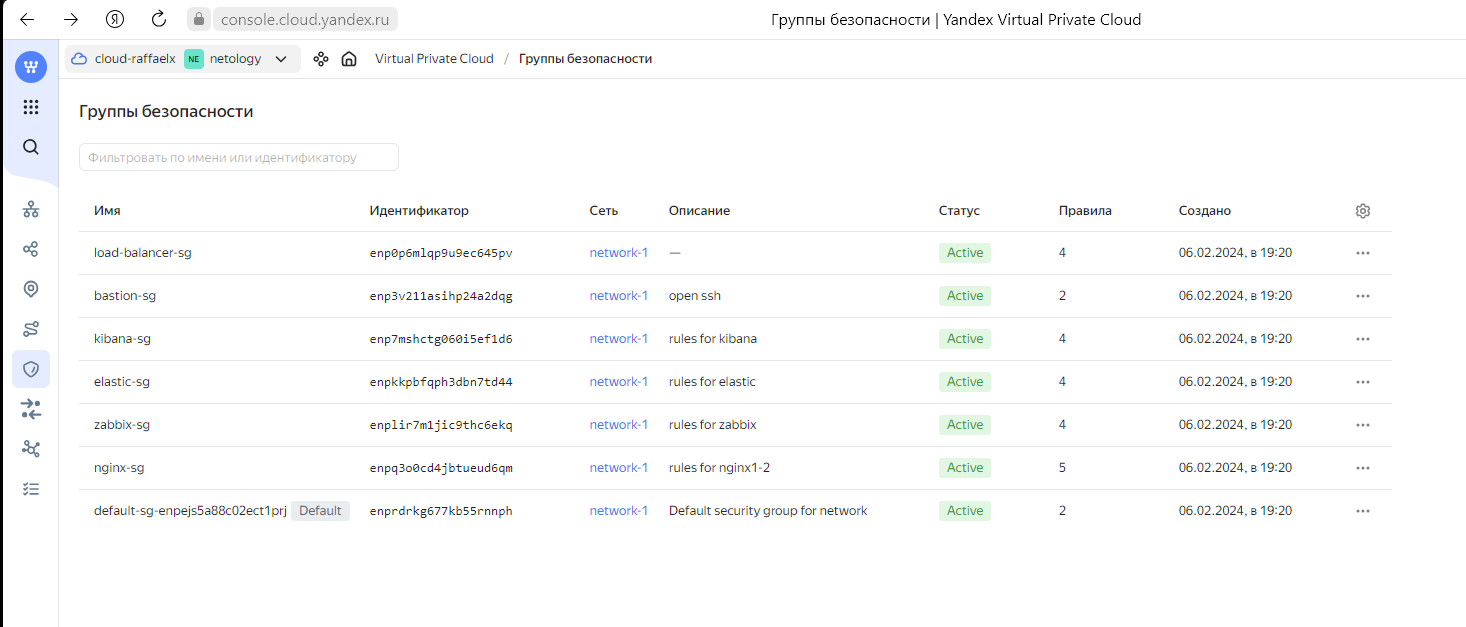 Я console.cloud.yandex.ru Группы безопасности | Yandex Virtual Private Cloud
cloud-raffaelx NE netology Virtual Private Cloud / Группы безопасности
Группы безопасности
Фильтровать по имени или идентификатору
Имя Идентификатор Сеть Описание Статус Правила Создано
load-balancer-sg enp0p6mlqp9u9ec645pv network-1 — Active 4 06.02.2024, в 19:20
bastion-sg enp3v211asihp24a2dqg network-1 open ssh Active 2 06.02.2024, в 19:20
kibana-sg enp7mshctg060i5ef1d6 network-1 rules for kibana Active 4 06.02.2024, в 19:20
elastic-sg enpkkpbfqph3dbn7td44 network-1 rules for elastic Active 4 06.02.2024, в 19:20
zabbix-sg enplir7m1jic9thc6ekq network-1 rules for zabbix Active 4 06.02.2024, в 19:20
nginx-sg enpq3o0cd4jbtueud6qm network-1 rules for nginx1-2 Active 5 06.02.2024, в 19:20
default-sg-enpejs5a88c02ect1prj Default enprdrkg677kb55rnnph network-1 Default security group for network Active 2 06.02.2024, в 19:20